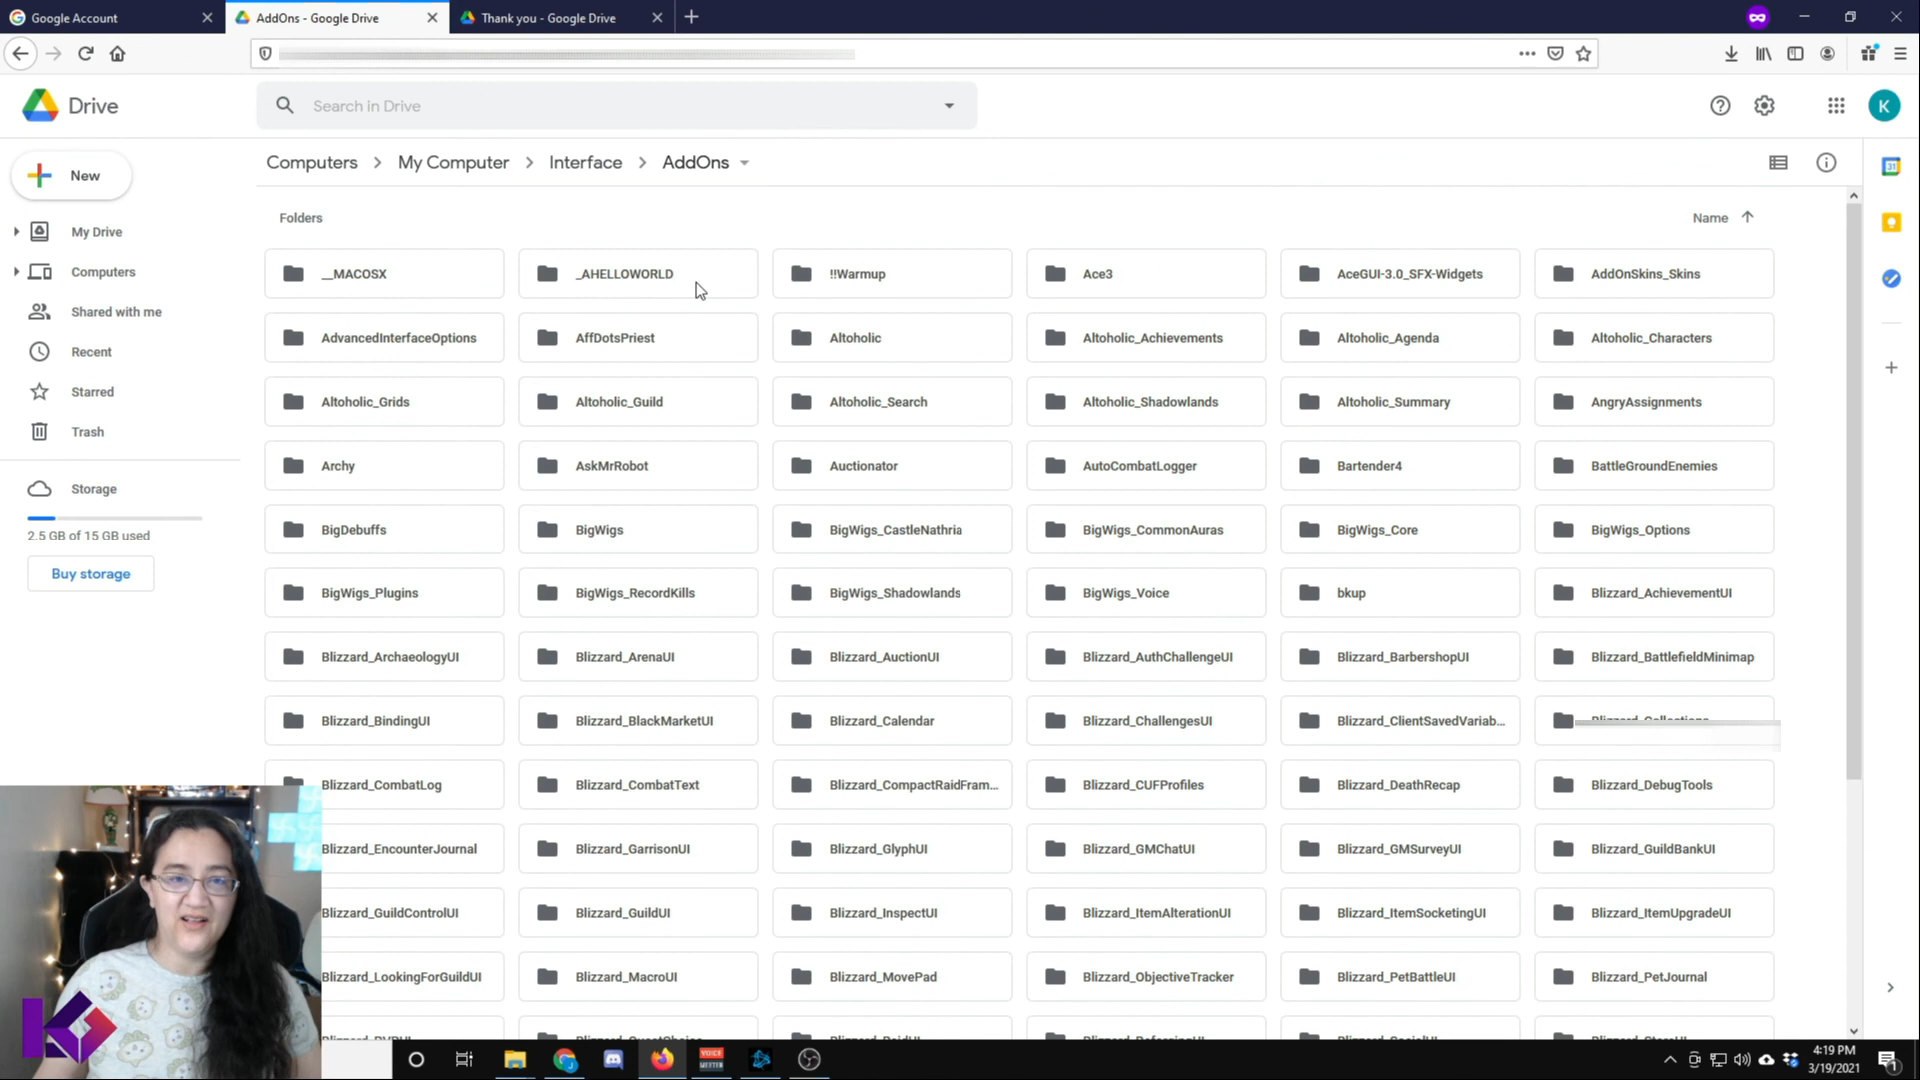 Google Account
AddOns - Google Drive
Thank you - Google Drive
Drive
Search in Drive
K
New
Computers > My Computer > Interface > AddOns
My Drive
Computers
Shared with me
Recent
Starred
Trash
Storage
2.5 GB of 15 GB used
Buy storage
Folders
Name
__MACOSX
_AHELLOWORLD
!!Warmup
Ace3
AceGUI-3.0_SFX-Widgets
AddOnSkins_Skins
AdvancedInterfaceOptions
AffDotsPriest
Altoholic
Altoholic_Achievements
Altoholic_Agenda
Altoholic_Characters
Altoholic_Grids
Altoholic_Guild
Altoholic_Search
Altoholic_Shadowlands
Altoholic_Summary
AngryAssignments
Archy
AskMrRobot
Auctionator
AutoCombatLogger
Bartender4
BattleGroundEnemies
BigDebuffs
BigWigs
BigWigs_CastleNathria
BigWigs_CommonAuras
BigWigs_Core
BigWigs_Options
BigWigs_Plugins
BigWigs_RecordKills
BigWigs_Shadowlands
BigWigs_Voice
bkup
Blizzard_AchievementUI
Blizzard_ArchaeologyUI
Blizzard_ArenaUI
Blizzard_AuctionUI
Blizzard_AuthChallengeUI
Blizzard_BarbershopUI
Blizzard_BattlefieldMinimap
Blizzard_BindingUI
Blizzard_BlackMarketUI
Blizzard_Calendar
Blizzard_ChallengesUI
Blizzard_ClientSavedVariab...
Blizzard_CombatLog
Blizzard_CombatText
Blizzard_CompactRaidFram...
Blizzard_CUFProfiles
Blizzard_DeathRecap
Blizzard_DebugTools
Blizzard_EncounterJournal
Blizzard_GarrisonUI
Blizzard_GlyphUI
Blizzard_GMChatUI
Blizzard_GMSurveyUI
Blizzard_GuildBankUI
Blizzard_GuildControlUI
Blizzard_GuildUI
Blizzard_InspectUI
Blizzard_ItemAlterationUI
Blizzard_ItemSocketingUI
Blizzard_ItemUpgradeUI
Blizzard_LookingForGuildUI
Blizzard_MacroUI
Blizzard_MovePad
Blizzard_ObjectiveTracker
Blizzard_PetBattleUI
Blizzard_PetJournal
31
VOICE
MEETER
4:19 PM
3/19/2021
1